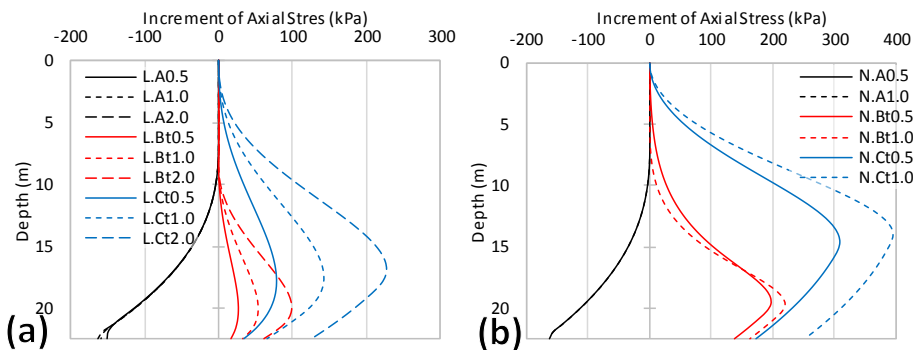 Increment of Axial Stres (kPa)
-200 -100 0 100 200 300
0
5
10
15
20
Depth (m)
L.A0.5
L.A1.0
L.A2.0
L.Bt0.5
L.Bt1.0
L.Bt2.0
L.Ct0.5
L.Ct1.0
L.Ct2.0
(a)
Increment of Axial Stress (kPa)
-200 -100 0 100 200 300 400
0
5
10
15
20
Depth (m)
N.A0.5
N.A1.0
N.Bt0.5
N.Bt1.0
N.Ct0.5
N.Ct1.0
(b)